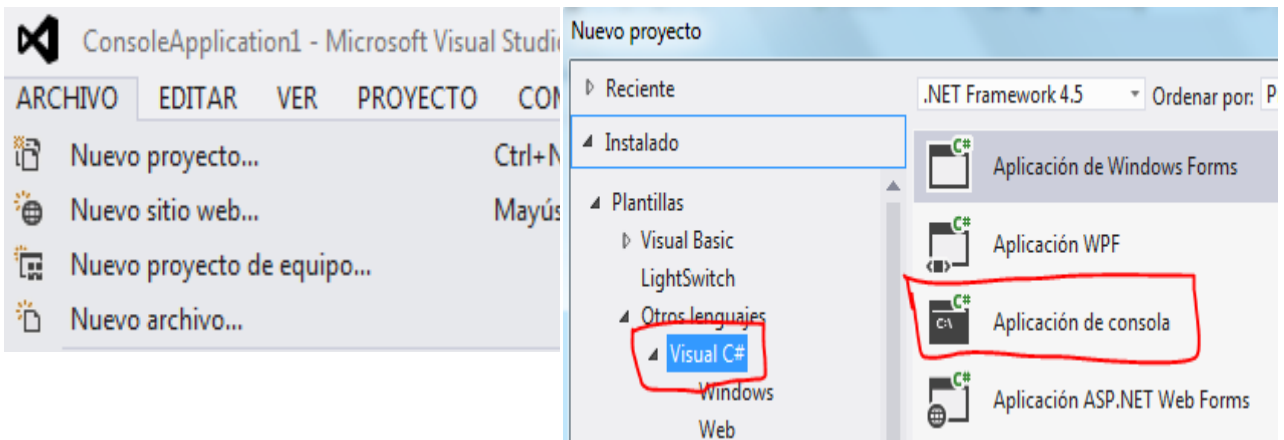 ConsoleApplication1 - Microsoft Visual Studi
ARCHIVO EDITAR VER PROYECTO CO
Nuevo proyecto... Ctrl+N
Nuevo sitio web... Mayús
Nuevo proyecto de equipo...
Nuevo archivo...
Nuevo proyecto
Reciente
Instalado
Plantillas
Visual Basic
LightSwitch
Otros lenguajes
Visual C#
Windows
Web
.NET Framework 4.5 Ordenar por: P
C# Aplicación de Windows Forms
C# Aplicación WPF
C# C:\ Aplicación de consola
C# Aplicación ASP.NET Web Forms